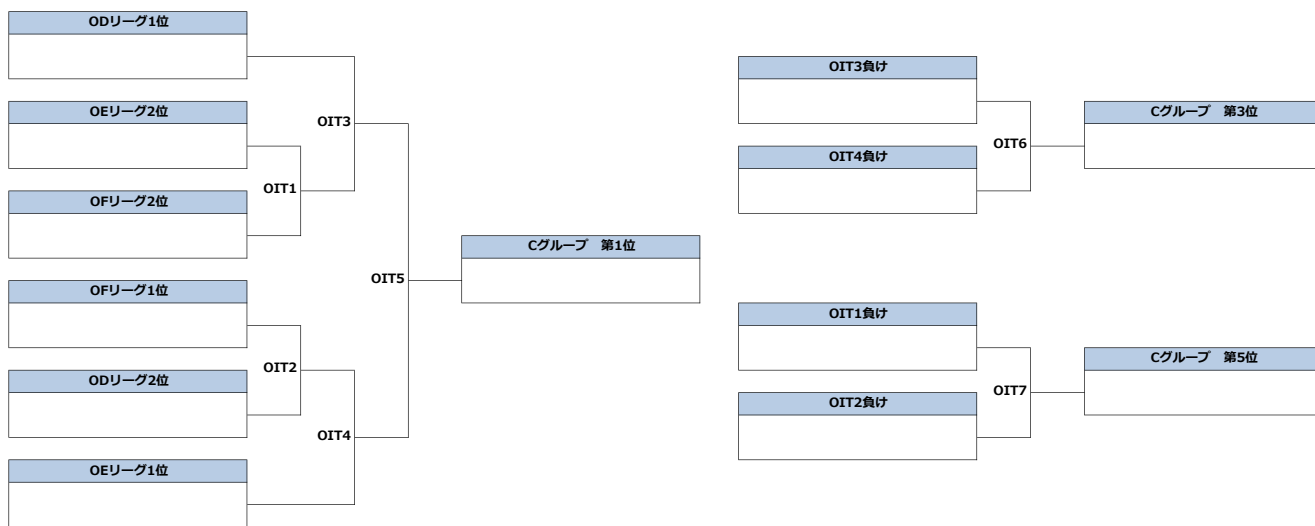 ODリーグ1位
OEリーグ2位
OIT3
OIT1
OFリーグ2位
Cグループ　第1位
OIT5
OFリーグ1位
OIT2
ODリーグ2位
OIT4
OEリーグ1位
OIT3負け
Cグループ　第3位
OIT6
OIT4負け
OIT1負け
Cグループ　第5位
OIT7
OIT2負け